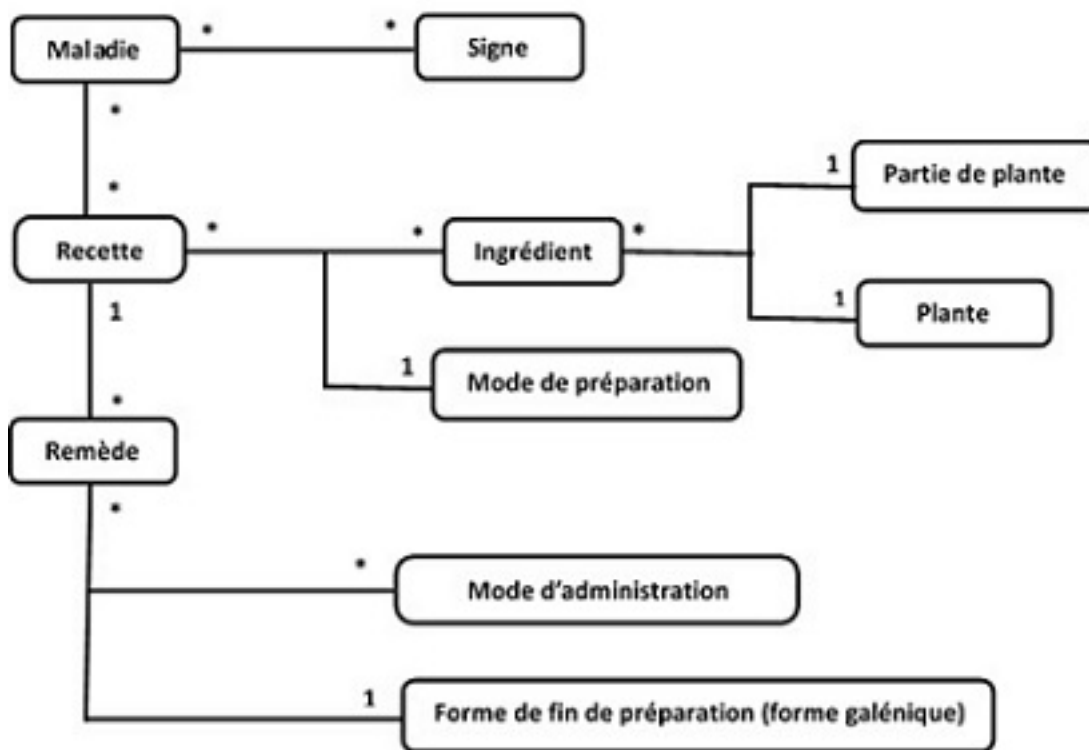 Maladie
*
*
Signe
*
*
1
Partie de plante
Recette
*
*
Ingrédient
*
1
1
Plante
1
Mode de préparation
*
Remède
*
*
Mode d'administration
1
Forme de fin de préparation (forme galénique)